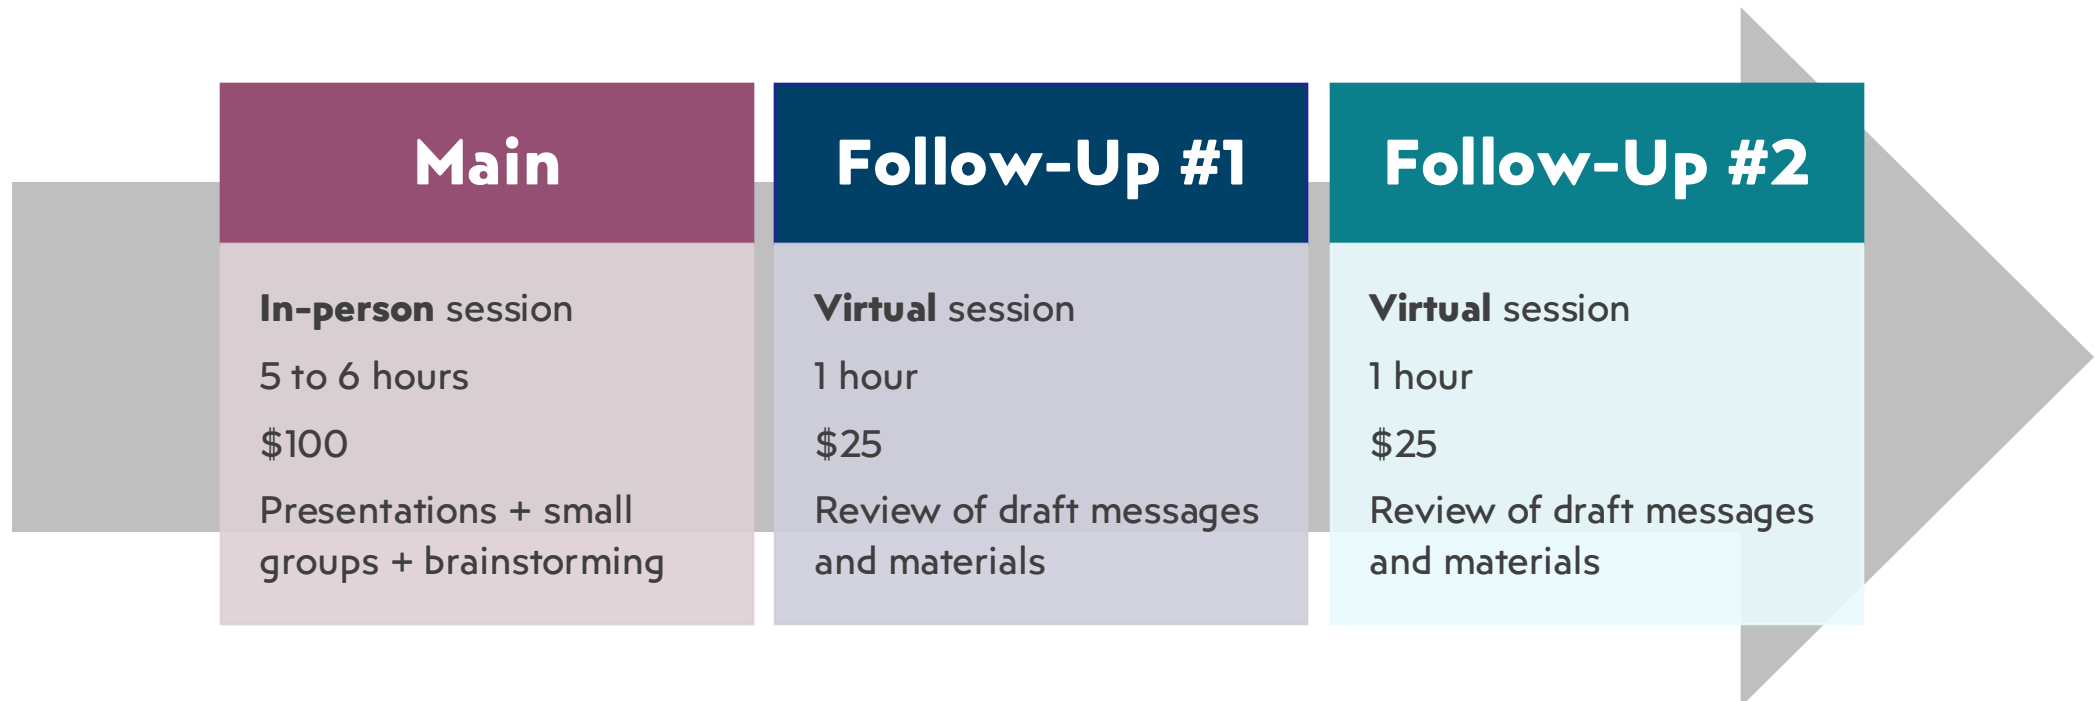 Main
In-person session
5 to 6 hours
$100
Presentations + small
groups + brainstorming
Follow-Up #1
Virtual session
1 hour
$25
Review of draft messages
and materials
Follow-Up #2
Virtual session
1 hour
$25
Review of draft messages
and materials